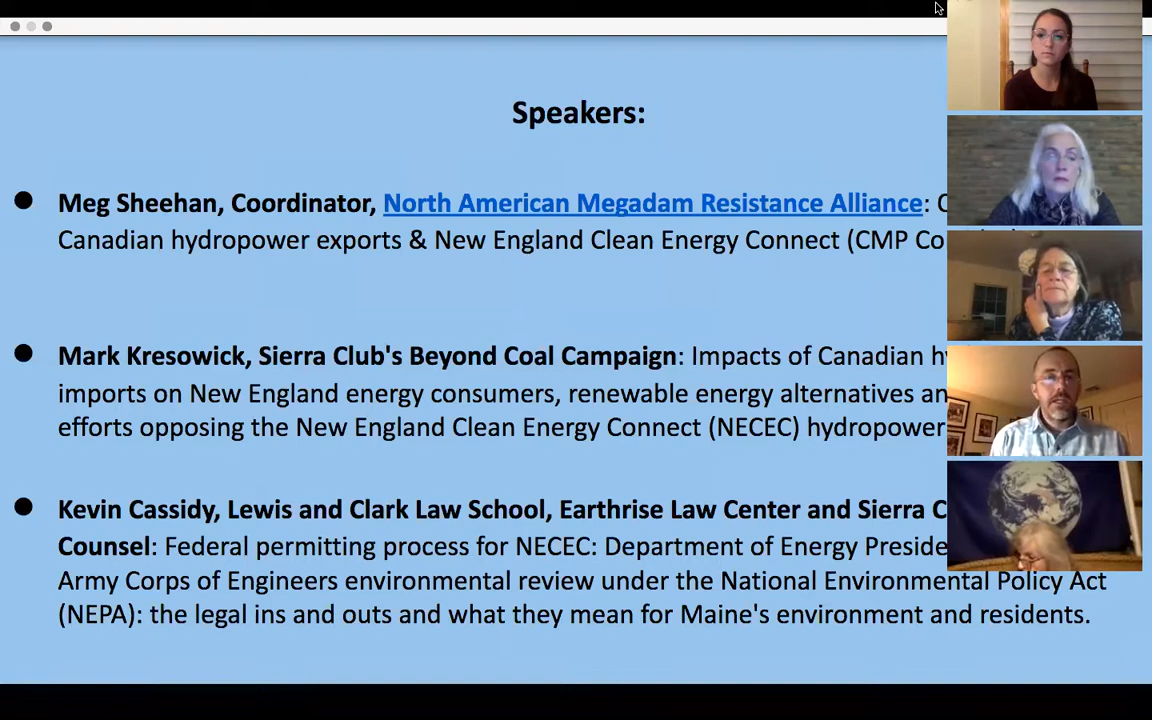 Speakers:
Meg Sheehan, Coordinator, North American Megadam Resistance Alliance:
Canadian hydropower exports & New England Clean Energy Connect (CMP
Mark Kresowick, Sierra Club's Beyond Coal Campaign: Impacts of Canadian
imports on New England energy consumers, renewable energy alternatives
efforts opposing the New England Clean Energy Connect (NECEC) hydropower
Kevin Cassidy, Lewis and Clark Law School, Earthrise Law Center and Sierra
Counsel: Federal permitting process for NECEC: Department of Energy
Army Corps of Engineers environmental review under the National Environmental Policy Act
(NEPA): the legal ins and outs and what they mean for Maine's environment and residents.